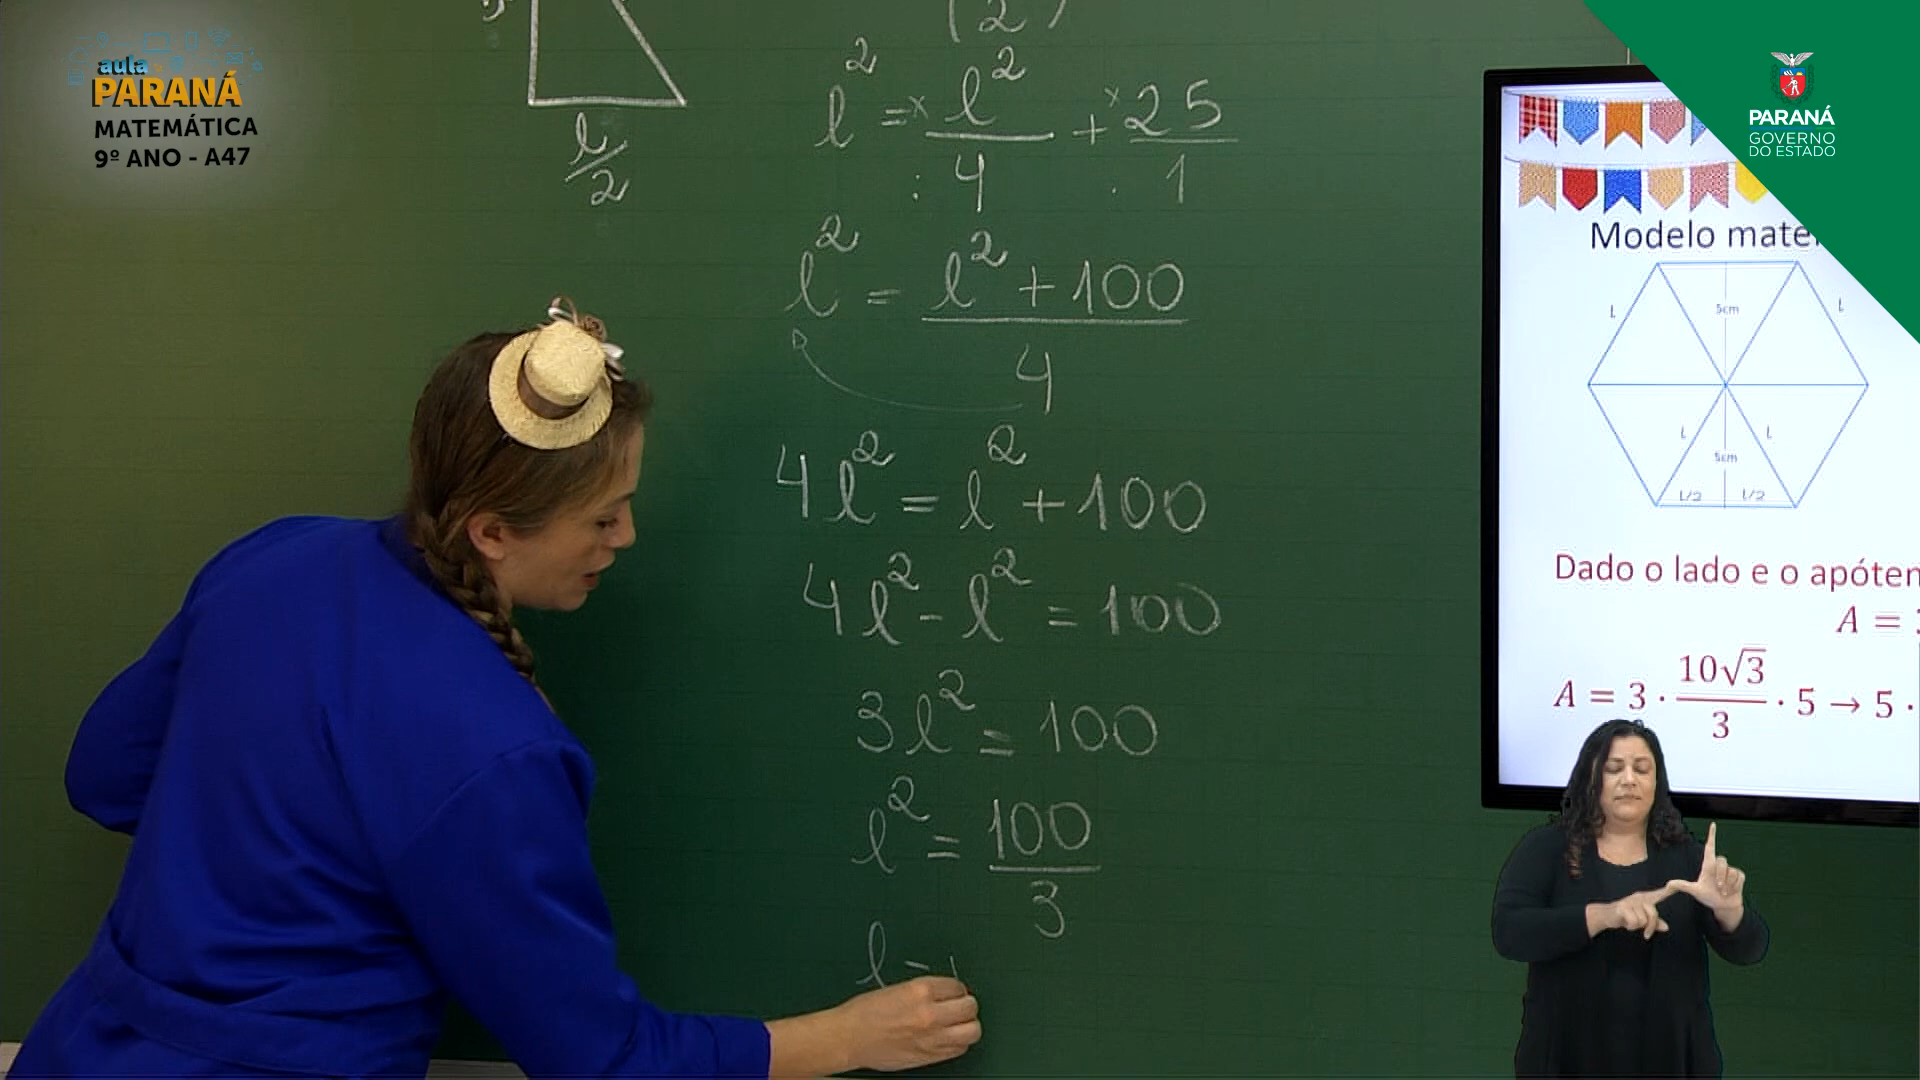 aula
PARANÁ
MATEMÁTICA
9º ANO - A47
PARANÁ
GOVERNO
DO ESTADO
l/2
(2)
l² = x l²/4 + x 25/1
: .
l² = l² + 100 / 4
4l² = l² + 100
4l² - l² = 100
3l² = 100
l² = 100/3
l =
Modelo mate
L
5cm
L
L
L
5cm
L/2
L/2
Dado o lado e o
A =
A = 3 · 10√3/3 · 5 → 5 ·